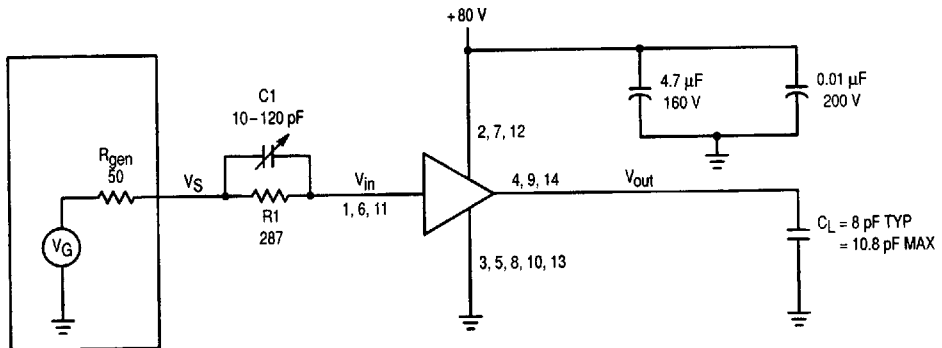 +80 V
C1
10–120 pF
4.7 µF
160 V
0.01 µF
200 V
2, 7, 12
Rgen
50
VS
Vin
4, 9, 14
Vout
1, 6, 11
R1
287
VG
CL = 8 pF TYP
= 10.8 pF MAX
3, 5, 8, 10, 13